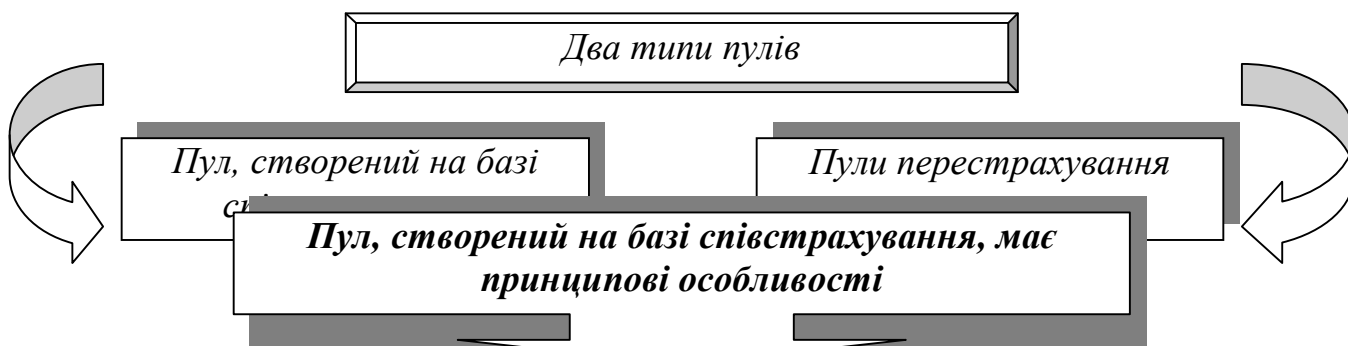 Два типи пулів
Пул, створений на базі
Пули перестрахування
Пул, створений на базі співстрахування, має
принципові особливості